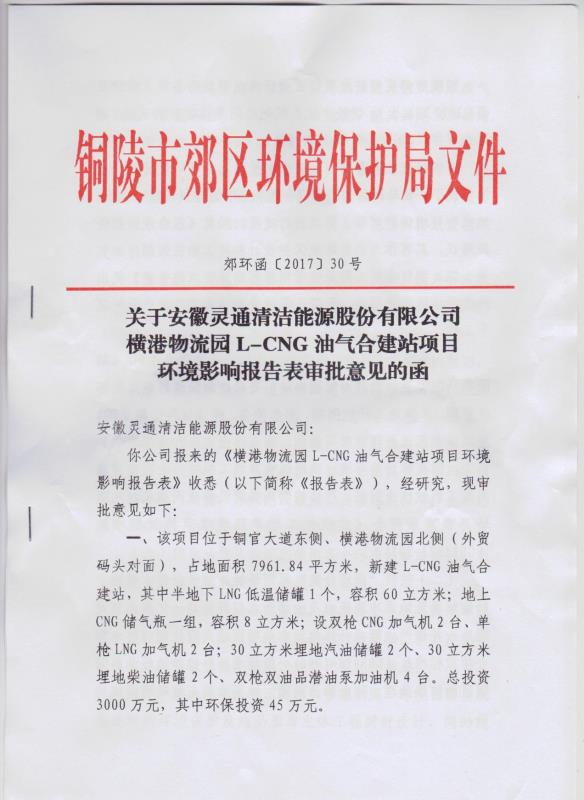 铜陵市郊区环境保护局文件
郊环函〔2017〕30号
关于安徽灵通清洁能源股份有限公司
横港物流园 L-CNG 油气合建站项目
环境影响报告表审批意见的函
安徽灵通清洁能源股份有限公司：
你公司报来的《横港物流园 L-CNG 油气合建站项目环境
影响报告表》收悉（以下简称《报告表》），经研究，现审
批意见如下：
一、该项目位于铜官大道东侧、横港物流园北侧（外贸
码头对面），占地面积 7961.84 平方米，新建 L-CNG 油气合
建站，其中半地下 LNG 低温储罐 1 个，容积 60 立方米；地上
CNG 储气瓶一组，容积 8 立方米；设双枪 CNG 加气机 2 台、单
枪 LNG 加气机 2 台；30 立方米埋地汽油储罐 2 个、30 立方米
埋地柴油储罐 2 个、双枪双油品潜油泵加油机 4 台。总投资
3000 万元，其中环保投资 45 万元。